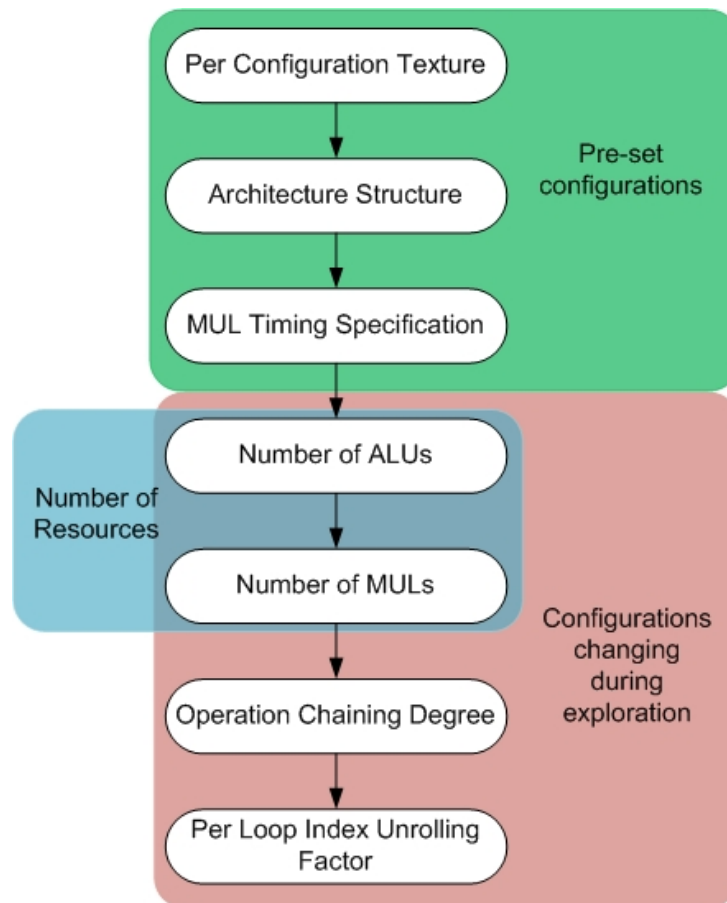 Per Configuration Texture
Architecture Structure
Pre-set
configurations
MUL Timing Specification
Number of ALUs
Number of
Resources
Number of MULs
Configurations
changing
during
exploration
Operation Chaining Degree
Per Loop Index Unrolling
Factor